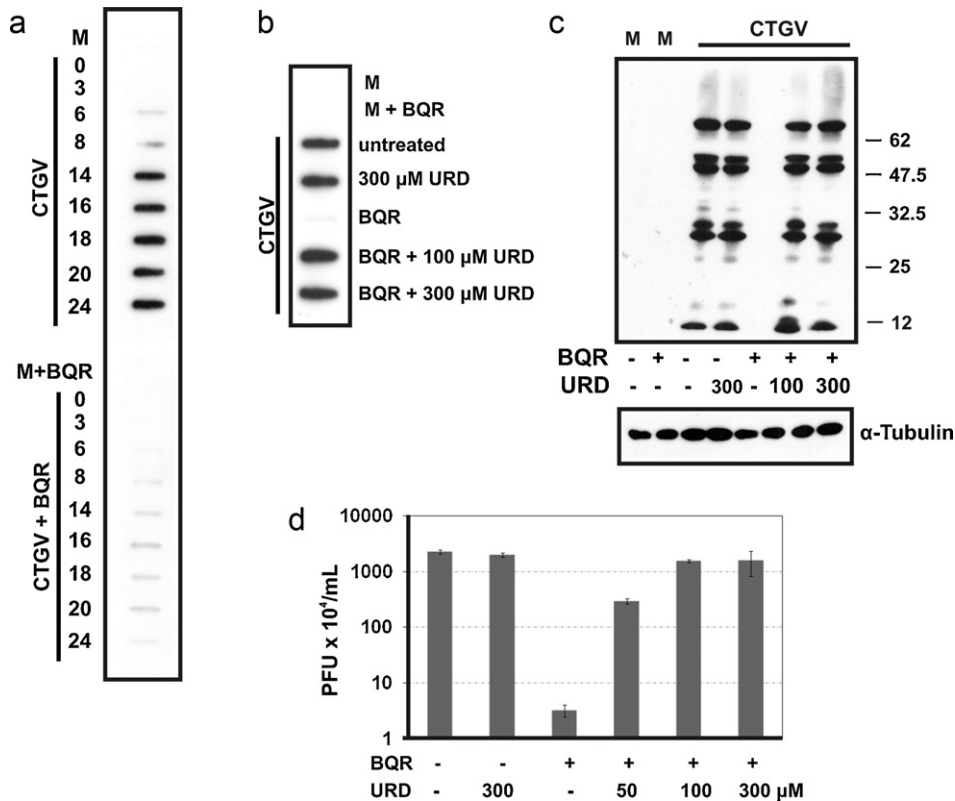 a
M
0
3
6
8
14
16
18
20
24
CTGV
M+BQR
0
3
6
8
14
16
18
20
24
CTGV + BQR
b
M
M + BQR
untreated
300 µM URD
BQR
BQR + 100 µM URD
BQR + 300 µM URD
CTGV
c
CTGV
M M
62
47.5
32.5
25
12
BQR - + - - + + +
URD - - - 300 - 100 300
α-Tubulin
d
10000
1000
100
10
1
PFU x 10⁴/mL
BQR - - + + + +
URD - 300 - 50 100 300 µM